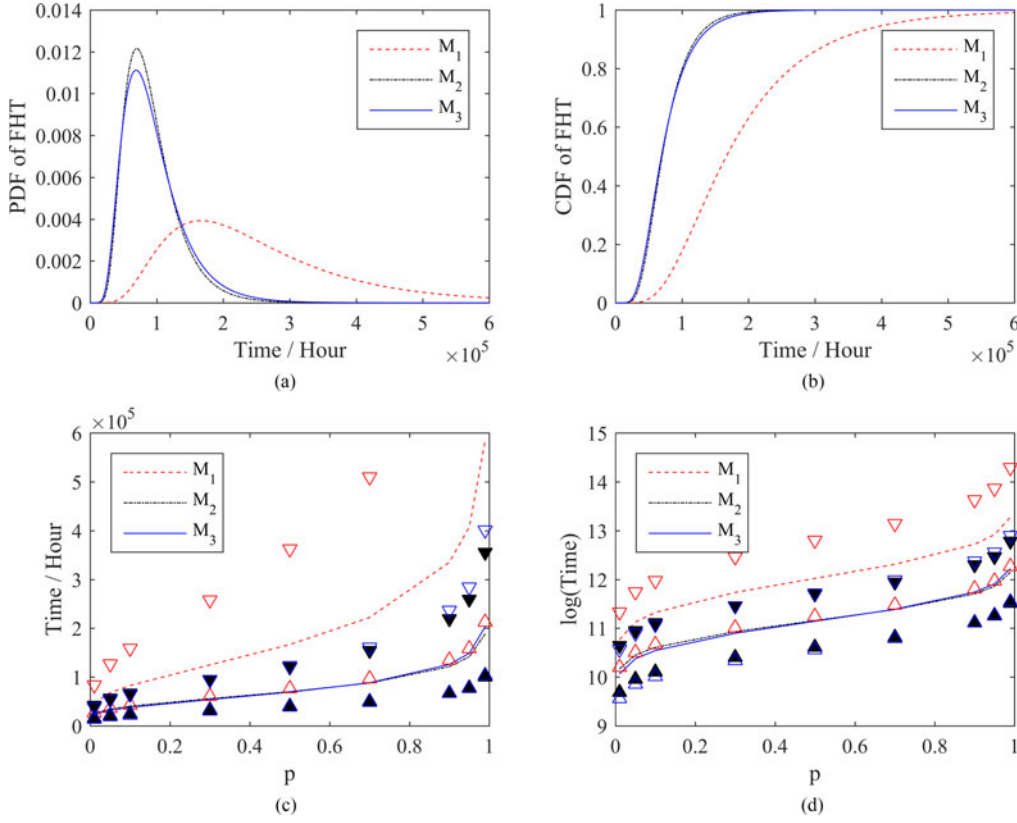 PDF of FHT
0.014
0.012
0.01
0.008
0.006
0.004
0.002
0
M1
M2
M3
0 1 2 3 4 5 6
Time / Hour
×10^5
(a)
CDF of FHT
1
0.8
0.6
0.4
0.2
0
M1
M2
M3
0 1 2 3 4 5 6
Time / Hour
×10^5
(b)
×10^5
Time / Hour
6
5
4
3
2
1
0
M1
M2
M3
0 0.2 0.4 0.6 0.8 1
p
(c)
log(Time)
15
14
13
12
11
10
9
M1
M2
M3
0 0.2 0.4 0.6 0.8 1
p
(d)